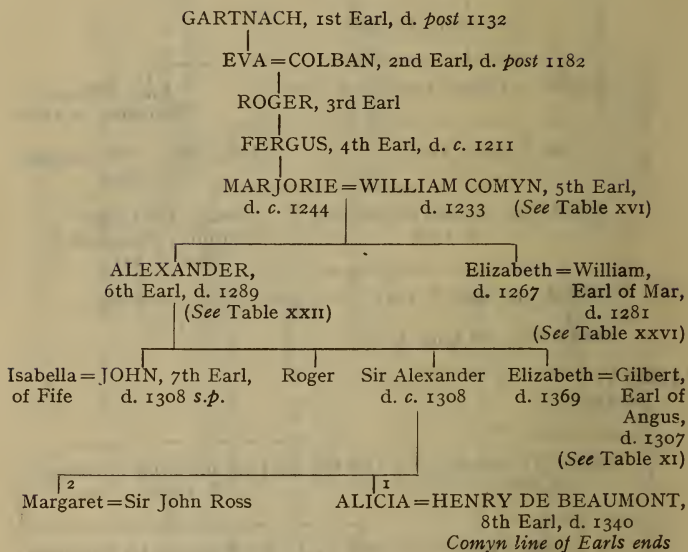 GARTNACH, 1st Earl, d. post 1132
EVA=COLBAN, 2nd Earl, d. post 1182
ROGER, 3rd Earl
FERGUS, 4th Earl, d. c. 1211
MARJORIE=WILLIAM COMYN, 5th Earl,
d. c. 1244 d. 1233 (See Table XVI)
ALEXANDER, Elizabeth=William,
6th Earl, d. 1289 d. 1267 Earl of Mar,
(See Table XXII) d. 1281
(See Table XXVI)
Isabella=JOHN, 7th Earl, Roger Sir Alexander Elizabeth=Gilbert,
of Fife d. 1308 s.p. d. c. 1308 d. 1369 Earl of
Angus,
d. 1307
(See Table XI)
2 1
Margaret=Sir John Ross ALICIA=HENRY DE BEAUMONT,
8th Earl, d. 1340
Comyn line of Earls ends